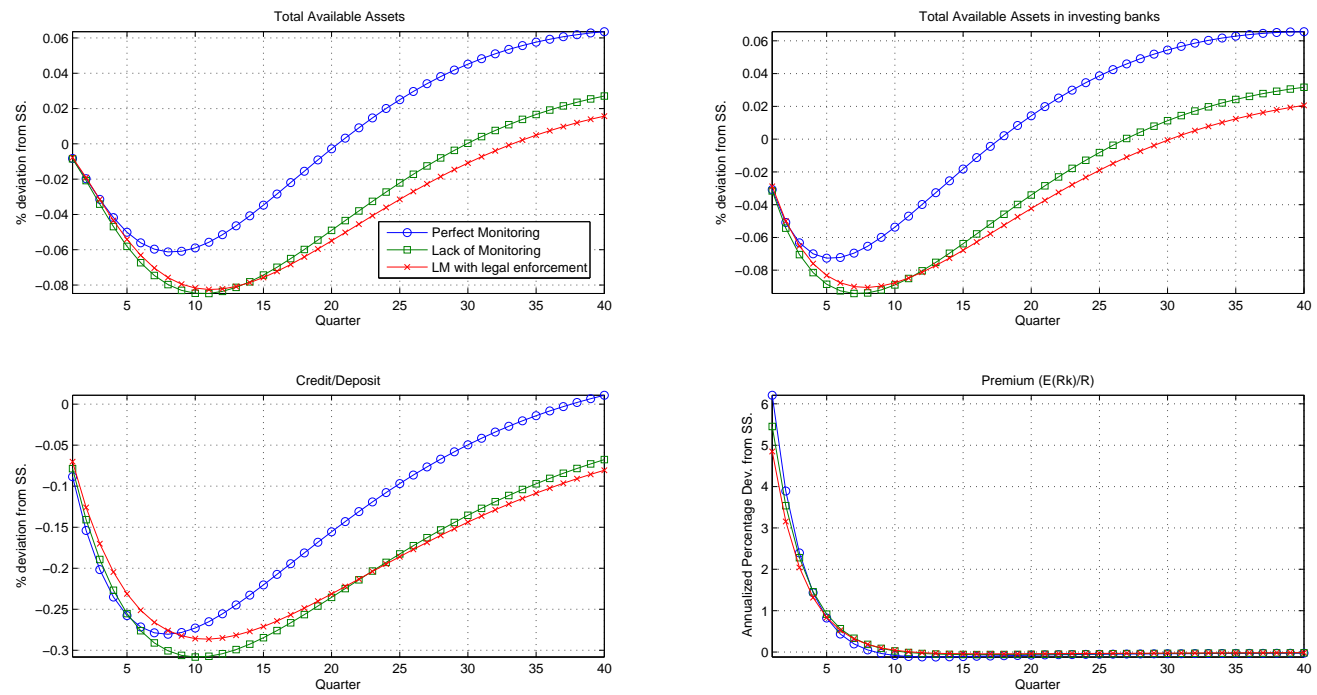 Total Available Assets
0.06
0.04
0.02
0
−0.02
−0.04
−0.06
−0.08
% deviation from SS.
5 10 15 20 25 30 35 40
Quarter
Perfect Monitoring
Lack of Monitoring
LM with legal enforcement
Total Available Assets in investing banks
0.06
0.04
0.02
0
−0.02
−0.04
−0.06
−0.08
% deviation from SS.
5 10 15 20 25 30 35 40
Quarter
Credit/Deposit
0
−0.05
−0.1
−0.15
−0.2
−0.25
−0.3
% deviation from SS.
5 10 15 20 25 30 35 40
Quarter
Premium (E(Rk)/R)
6
5
4
3
2
1
0
Annualized Percentage Dev. from SS.
5 10 15 20 25 30 35 40
Quarter